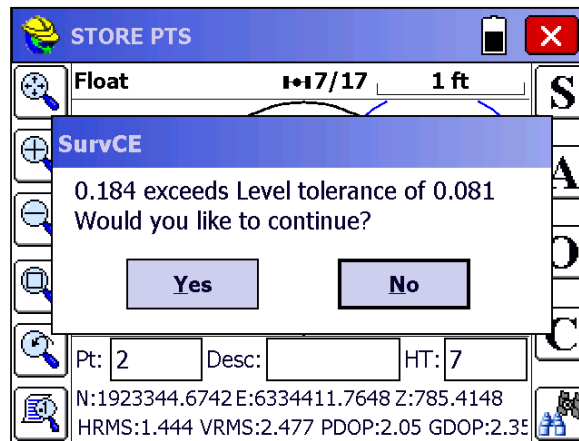 STORE PTS
Float 7/17 1 ft
S
SurvCE
A
0.184 exceeds Level tolerance of 0.081
Would you like to continue?
O
Yes No
C
Pt: 2 Desc: HT: 7
N:1923344.6742 E:6334411.7648 Z:785.4148
HRMS:1.444 VRMS:2.477 PDOP:2.05 GDOP:2.35